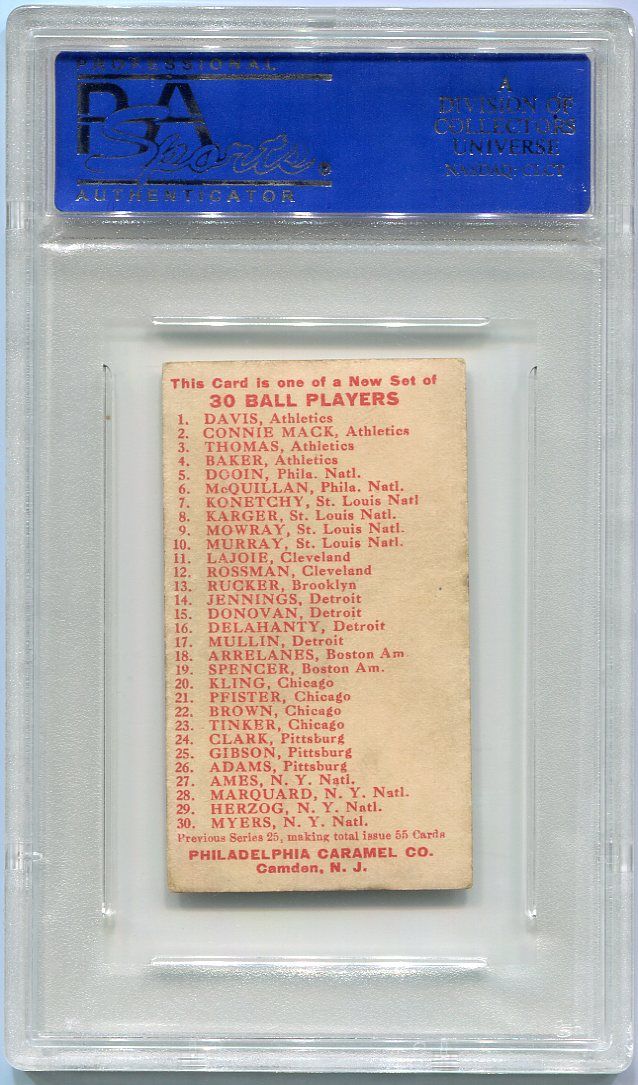 PROFESSIONAL
PSA
Sports
AUTHENTICATOR
A
DIVISION OF
COLLECTORS
UNIVERSE
NASDAQ: CLCT
This Card is one of a New Set of
30 BALL PLAYERS
1. DAVIS, Athletics
2. CONNIE MACK, Athletics
3. THOMAS, Athletics
4. BAKER, Athletics
5. DOOIN, Phila. Natl.
6. McQUILLAN, Phila. Natl.
7. KONETCHY, St. Louis Natl
8. KARGER, St. Louis Natl.
9. MOWRAY, St. Louis Natl.
10. MURRAY, St. Louis Natl.
11. LAJOIE, Cleveland
12. ROSSMAN, Cleveland
13. RUCKER, Brooklyn
14. JENNINGS, Detroit
15. DONOVAN, Detroit
16. DELAHANTY, Detroit
17. MULLIN, Detroit
18. ARRELANES, Boston Am
19. SPENCER, Boston Am.
20. KLING, Chicago
21. PFISTER, Chicago
22. BROWN, Chicago
23. TINKER, Chicago
24. CLARK, Pittsburg
25. GIBSON, Pittsburg
26. ADAMS, Pittsburg
27. AMES, N. Y. Natl.
28. MARQUARD, N. Y. Natl.
29. HERZOG, N. Y. Natl.
30. MYERS, N. Y. Natl.
Previous Series 25, making total issue 55 Cards
PHILADELPHIA CARAMEL CO.
Camden, N. J.